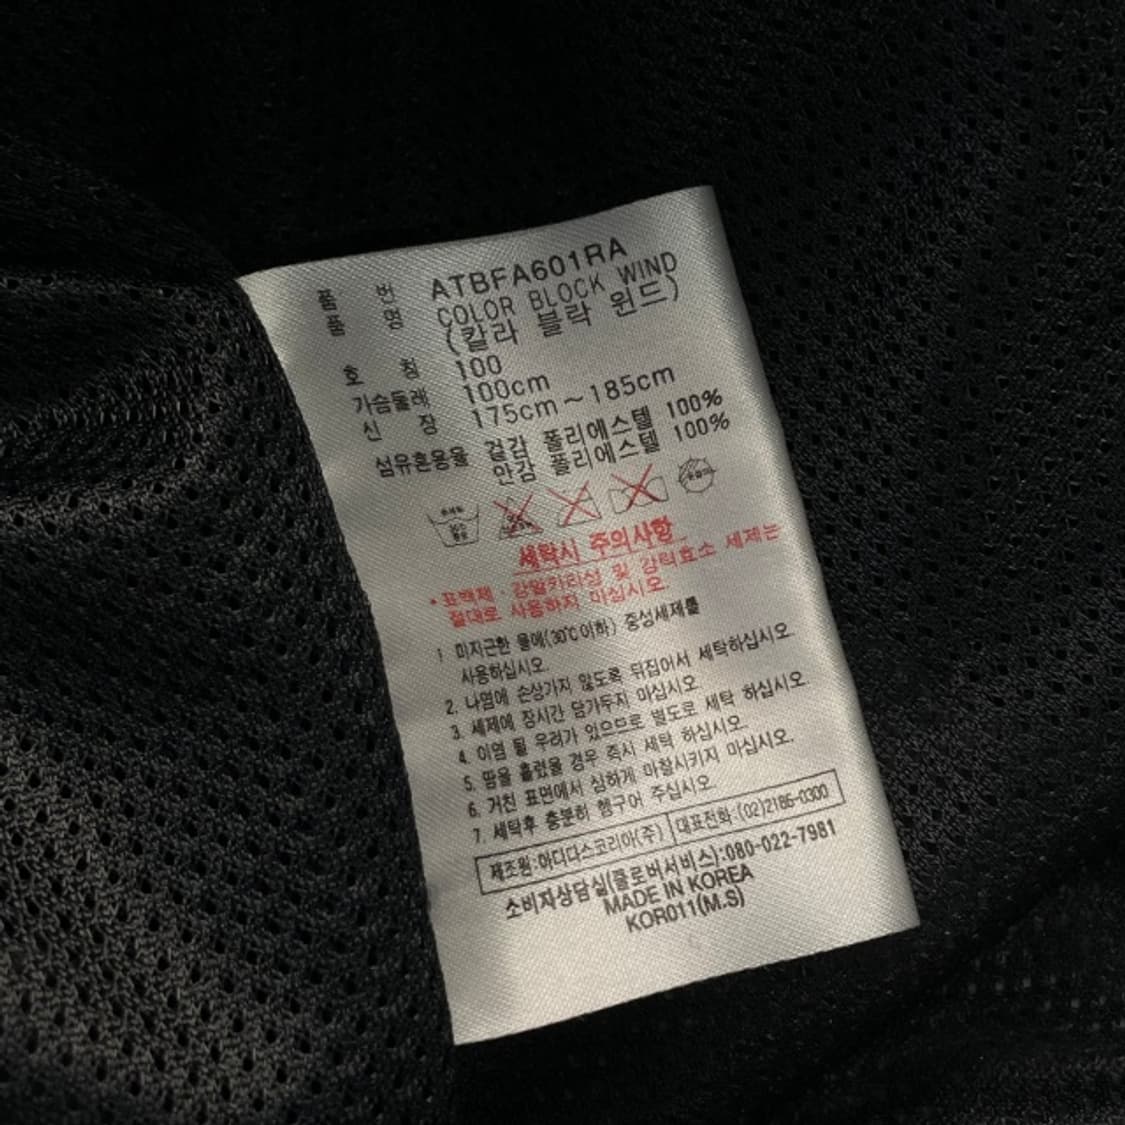 품 번 ATBFA601RA
품 명 COLOR BLOCK WIND
(칼라 블락 윈드)
호 칭 100
가슴둘레 100cm
신 장 175cm~185cm
섬유혼용율 겉감 폴리에스텔 100%
안감 폴리에스텔 100%
세탁시 주의사항
•표백제·강알카리성 및 강력효소 세제는
절대로 사용하지 마십시오
1 미지근한 물에(30℃이하) 중성세제를
사용하십시오.
2. 나염에 손상가지 않도록 뒤집어서 세탁하십시오.
3. 세제에 장시간 담가두지 마십시오
4. 이염 될 우려가 있으므로 별도로 세탁 하십시오.
5. 땀을 흘렸을 경우 즉시 세탁 하십시오.
6. 거친 표면에서 심하게 마찰시키지 마십시오.
7. 세탁후 충분히 헹구어 주십시오.
제조원:아디다스코리아(주) 대표전화:(02)2186-0300
소비자상담실(클로버서비스):080-022-7981
MADE IN KOREA
KOR011(M.S)